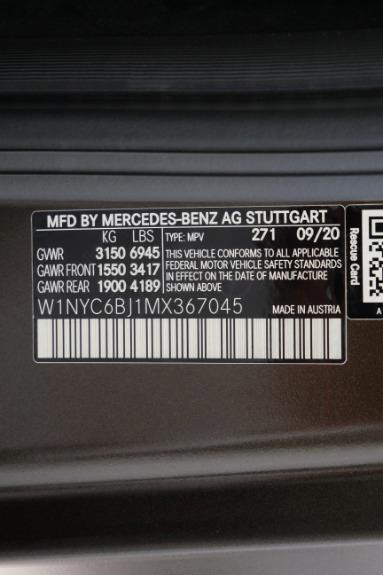 MFD BY MERCEDES-BENZ AG STUTTGART
KG LBS
GVWR 3150 6945
GAWR FRONT 1550 3417
GAWR REAR 1900 4189
TYPE: MPV 271 09/20
THIS VEHICLE CONFORMS TO ALL APPLICABLE
FEDERAL MOTOR VEHICLE SAFETY STANDARDS
IN EFFECT ON THE DATE OF MANUFACTURE
SHOWN ABOVE
W1NYC6BJ1MX367045 MADE IN AUSTRIA
Rescue Card
A